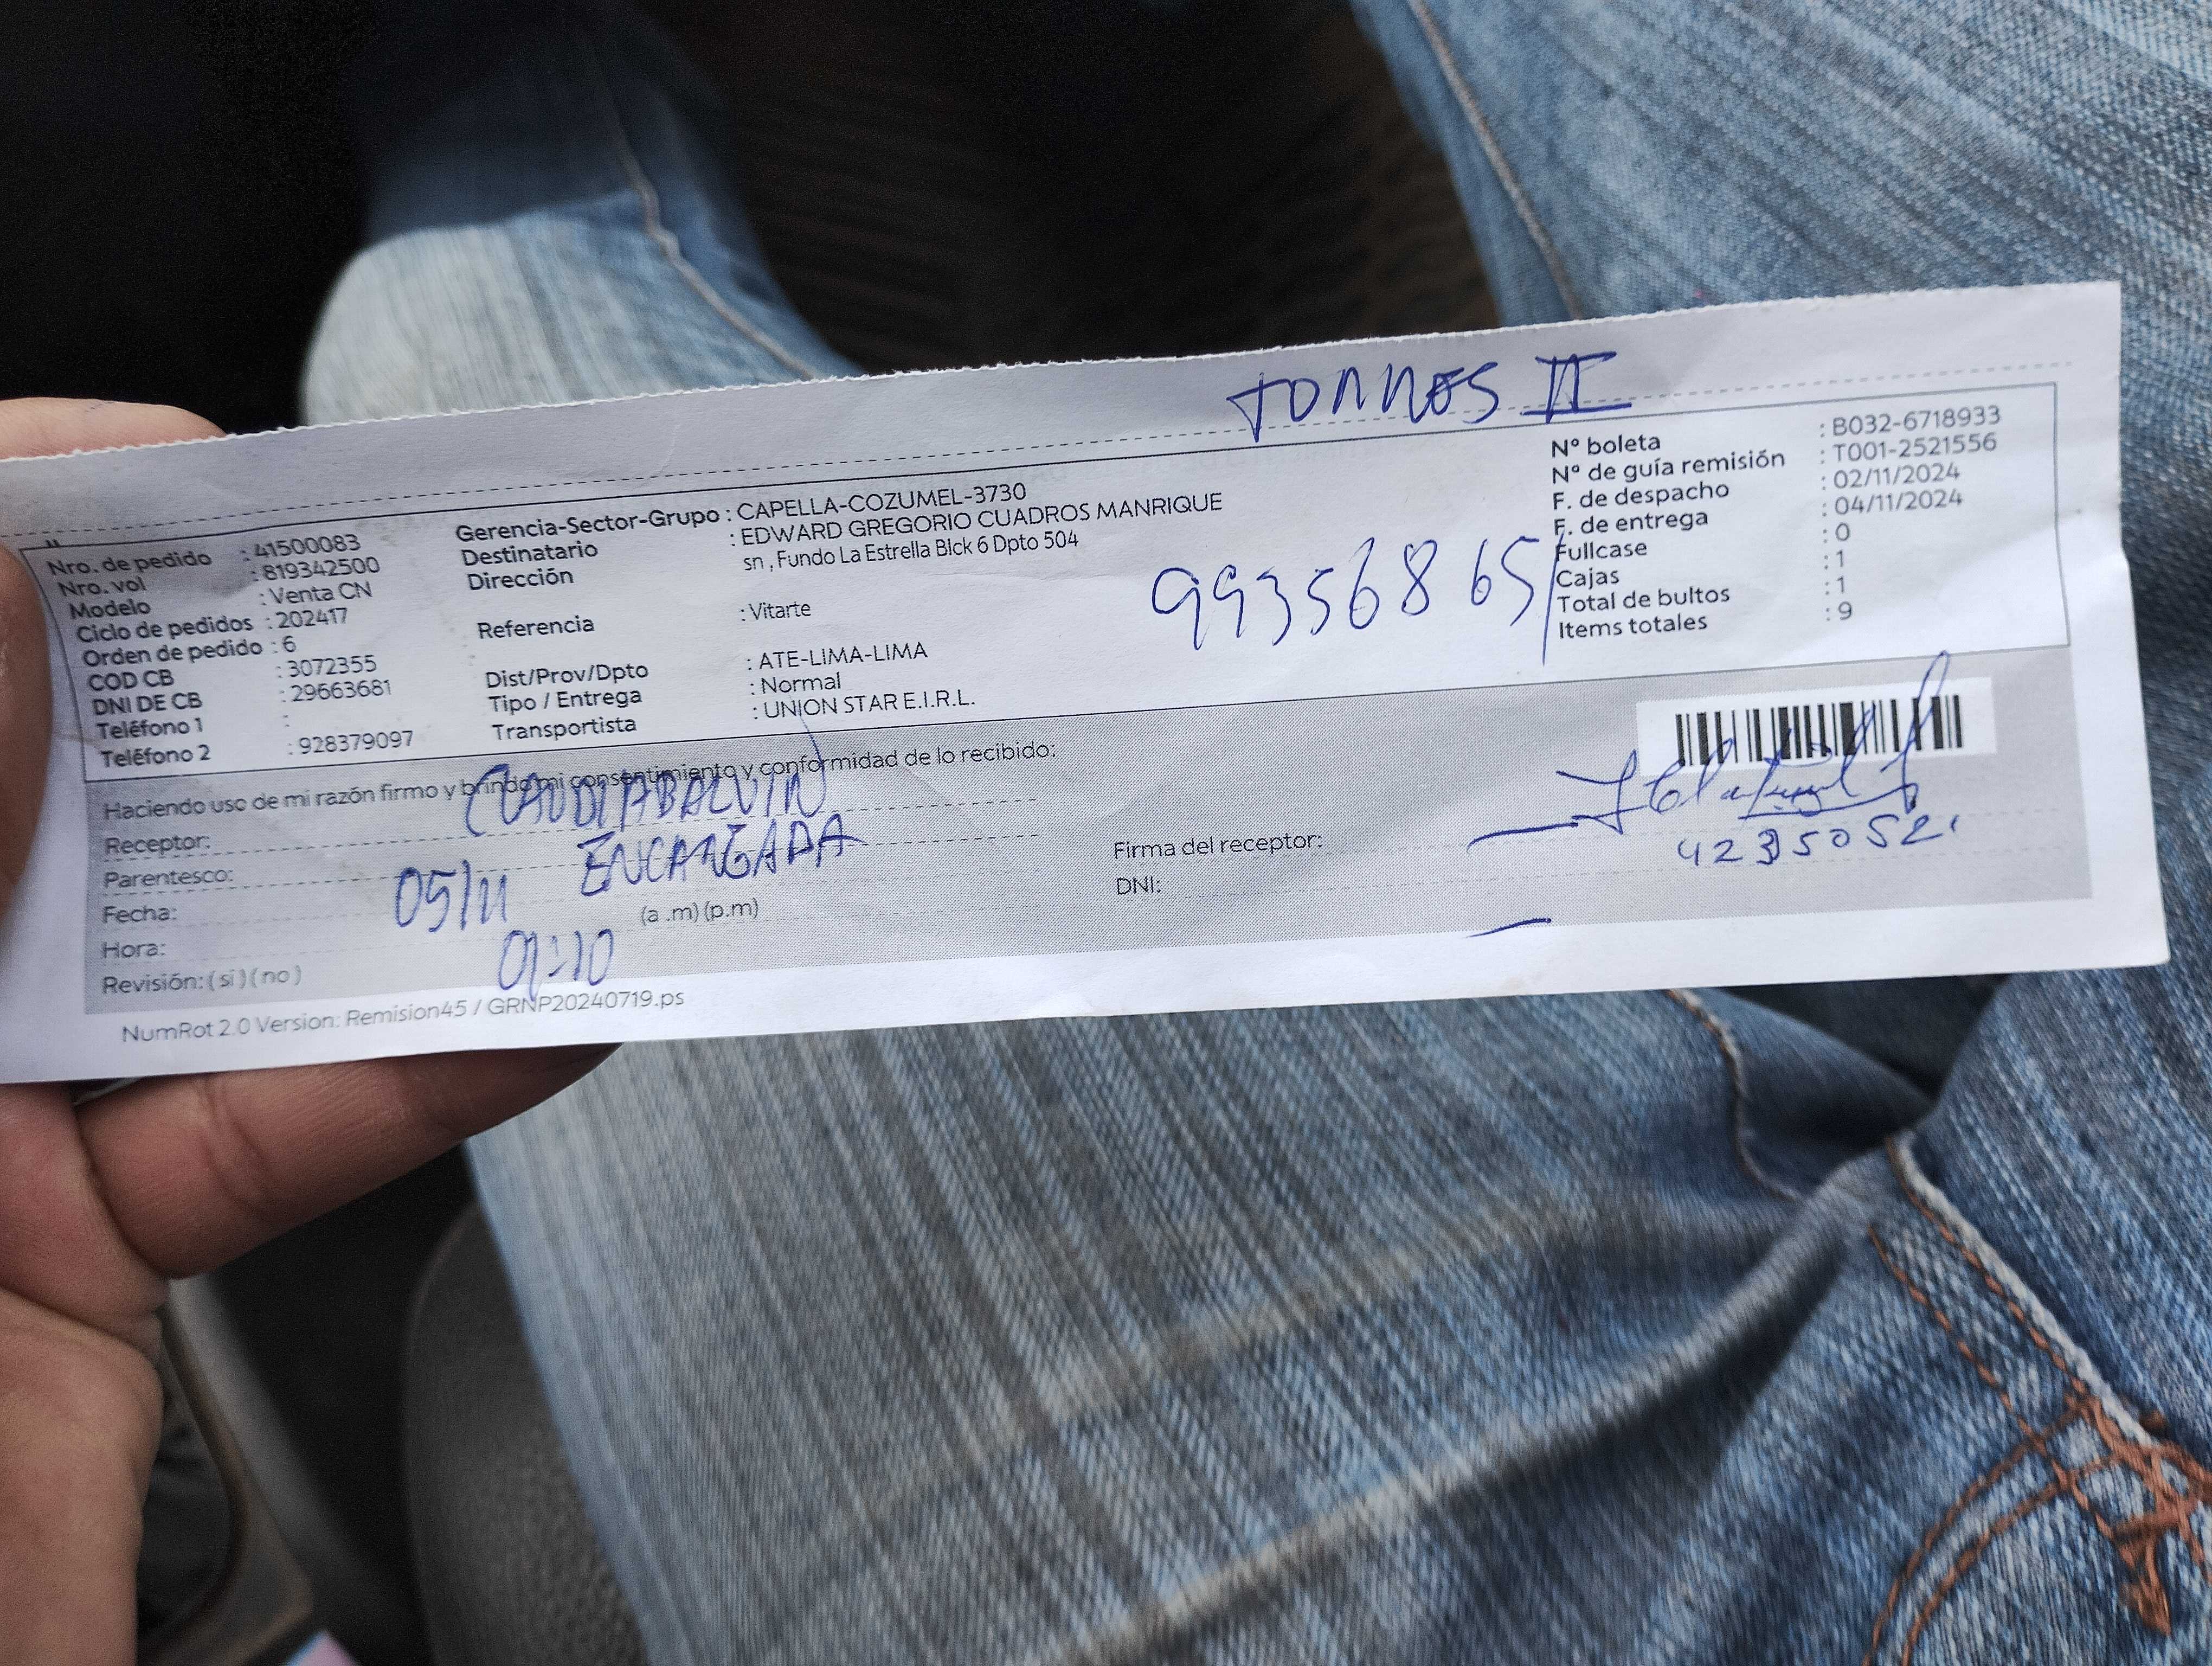 TORRES II
Nro. de pedido : 41500083
Nro. vol : 819342500
Modelo : Venta CN
Ciclo de pedidos : 202417
Orden de pedido : 6
COD CB : 3072355
DNI DE CB : 29663681
Teléfono 1 :
Teléfono 2 : 928379097
Gerencia-Sector-Grupo : CAPELLA-COZUMEL-3730
Destinatario : EDWARD GREGORIO CUADROS MANRIQUE
Dirección sn , Fundo La Estrella Blck 6 Dpto 504
Referencia : Vitarte
Dist/Prov/Dpto : ATE-LIMA-LIMA
Tipo / Entrega : Normal
Transportista : UNION STAR E.I.R.L.
99356865
Nº boleta : B032-6718933
Nº de guía remisión : T001-2521556
F. de despacho : 02/11/2024
F. de entrega : 04/11/2024
Fullcase : 0
Cajas : 1
Total de bultos : 1
Items totales : 9
Haciendo uso de mi razón firmo y brindo mi consentimiento y conformidad de lo recibido:
Receptor: CLAUDIA BALVIN
Parentesco: ENCARGADA
Fecha: 05/11
Hora: 01:10 (a .m) (p.m)
Revisión: ( si ) ( no )
Firma del receptor:
DNI: 42350521
NumRot 2.0 Version: Remision45 / GRNP20240719.ps